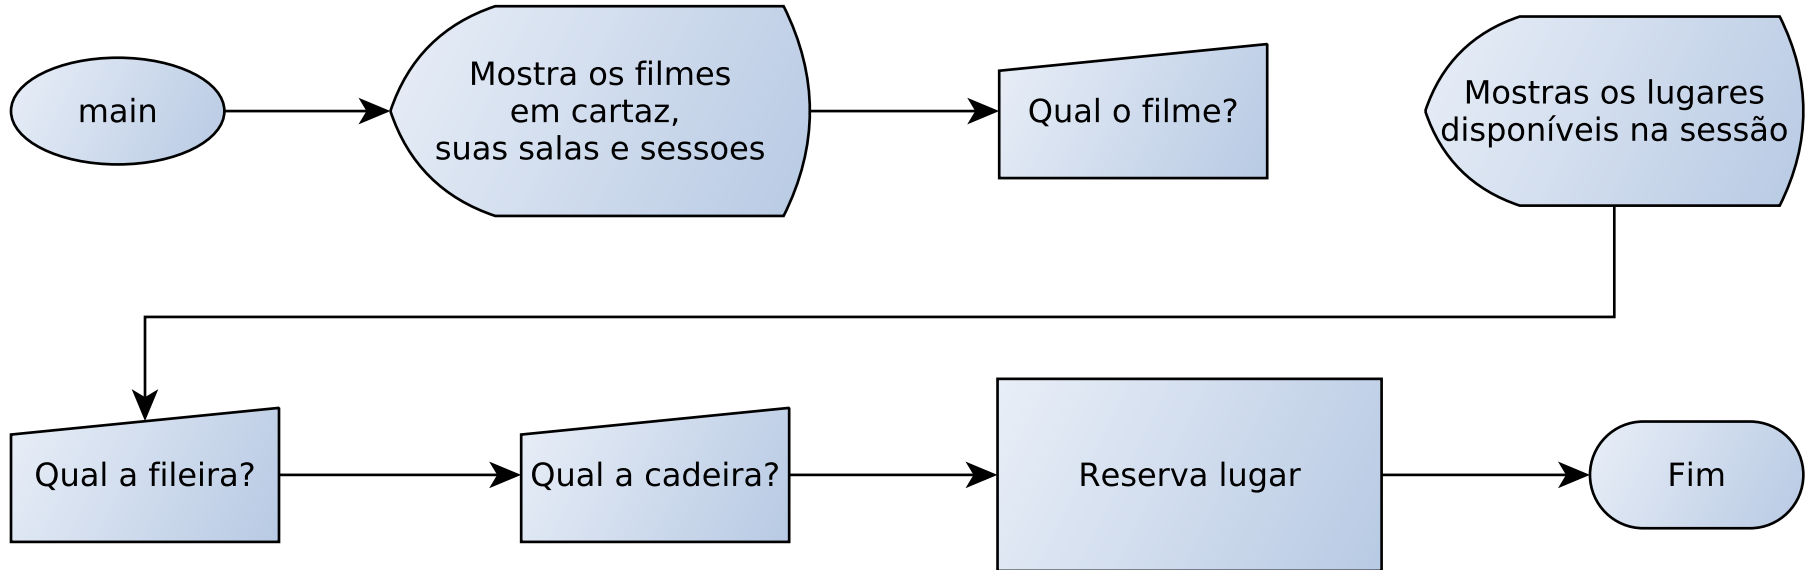 main
Mostra os filmes
em cartaz,
suas salas e sessoes
Qual o filme?
Mostras os lugares
disponíveis na sessão
Qual a fileira?
Qual a cadeira?
Reserva lugar
Fim